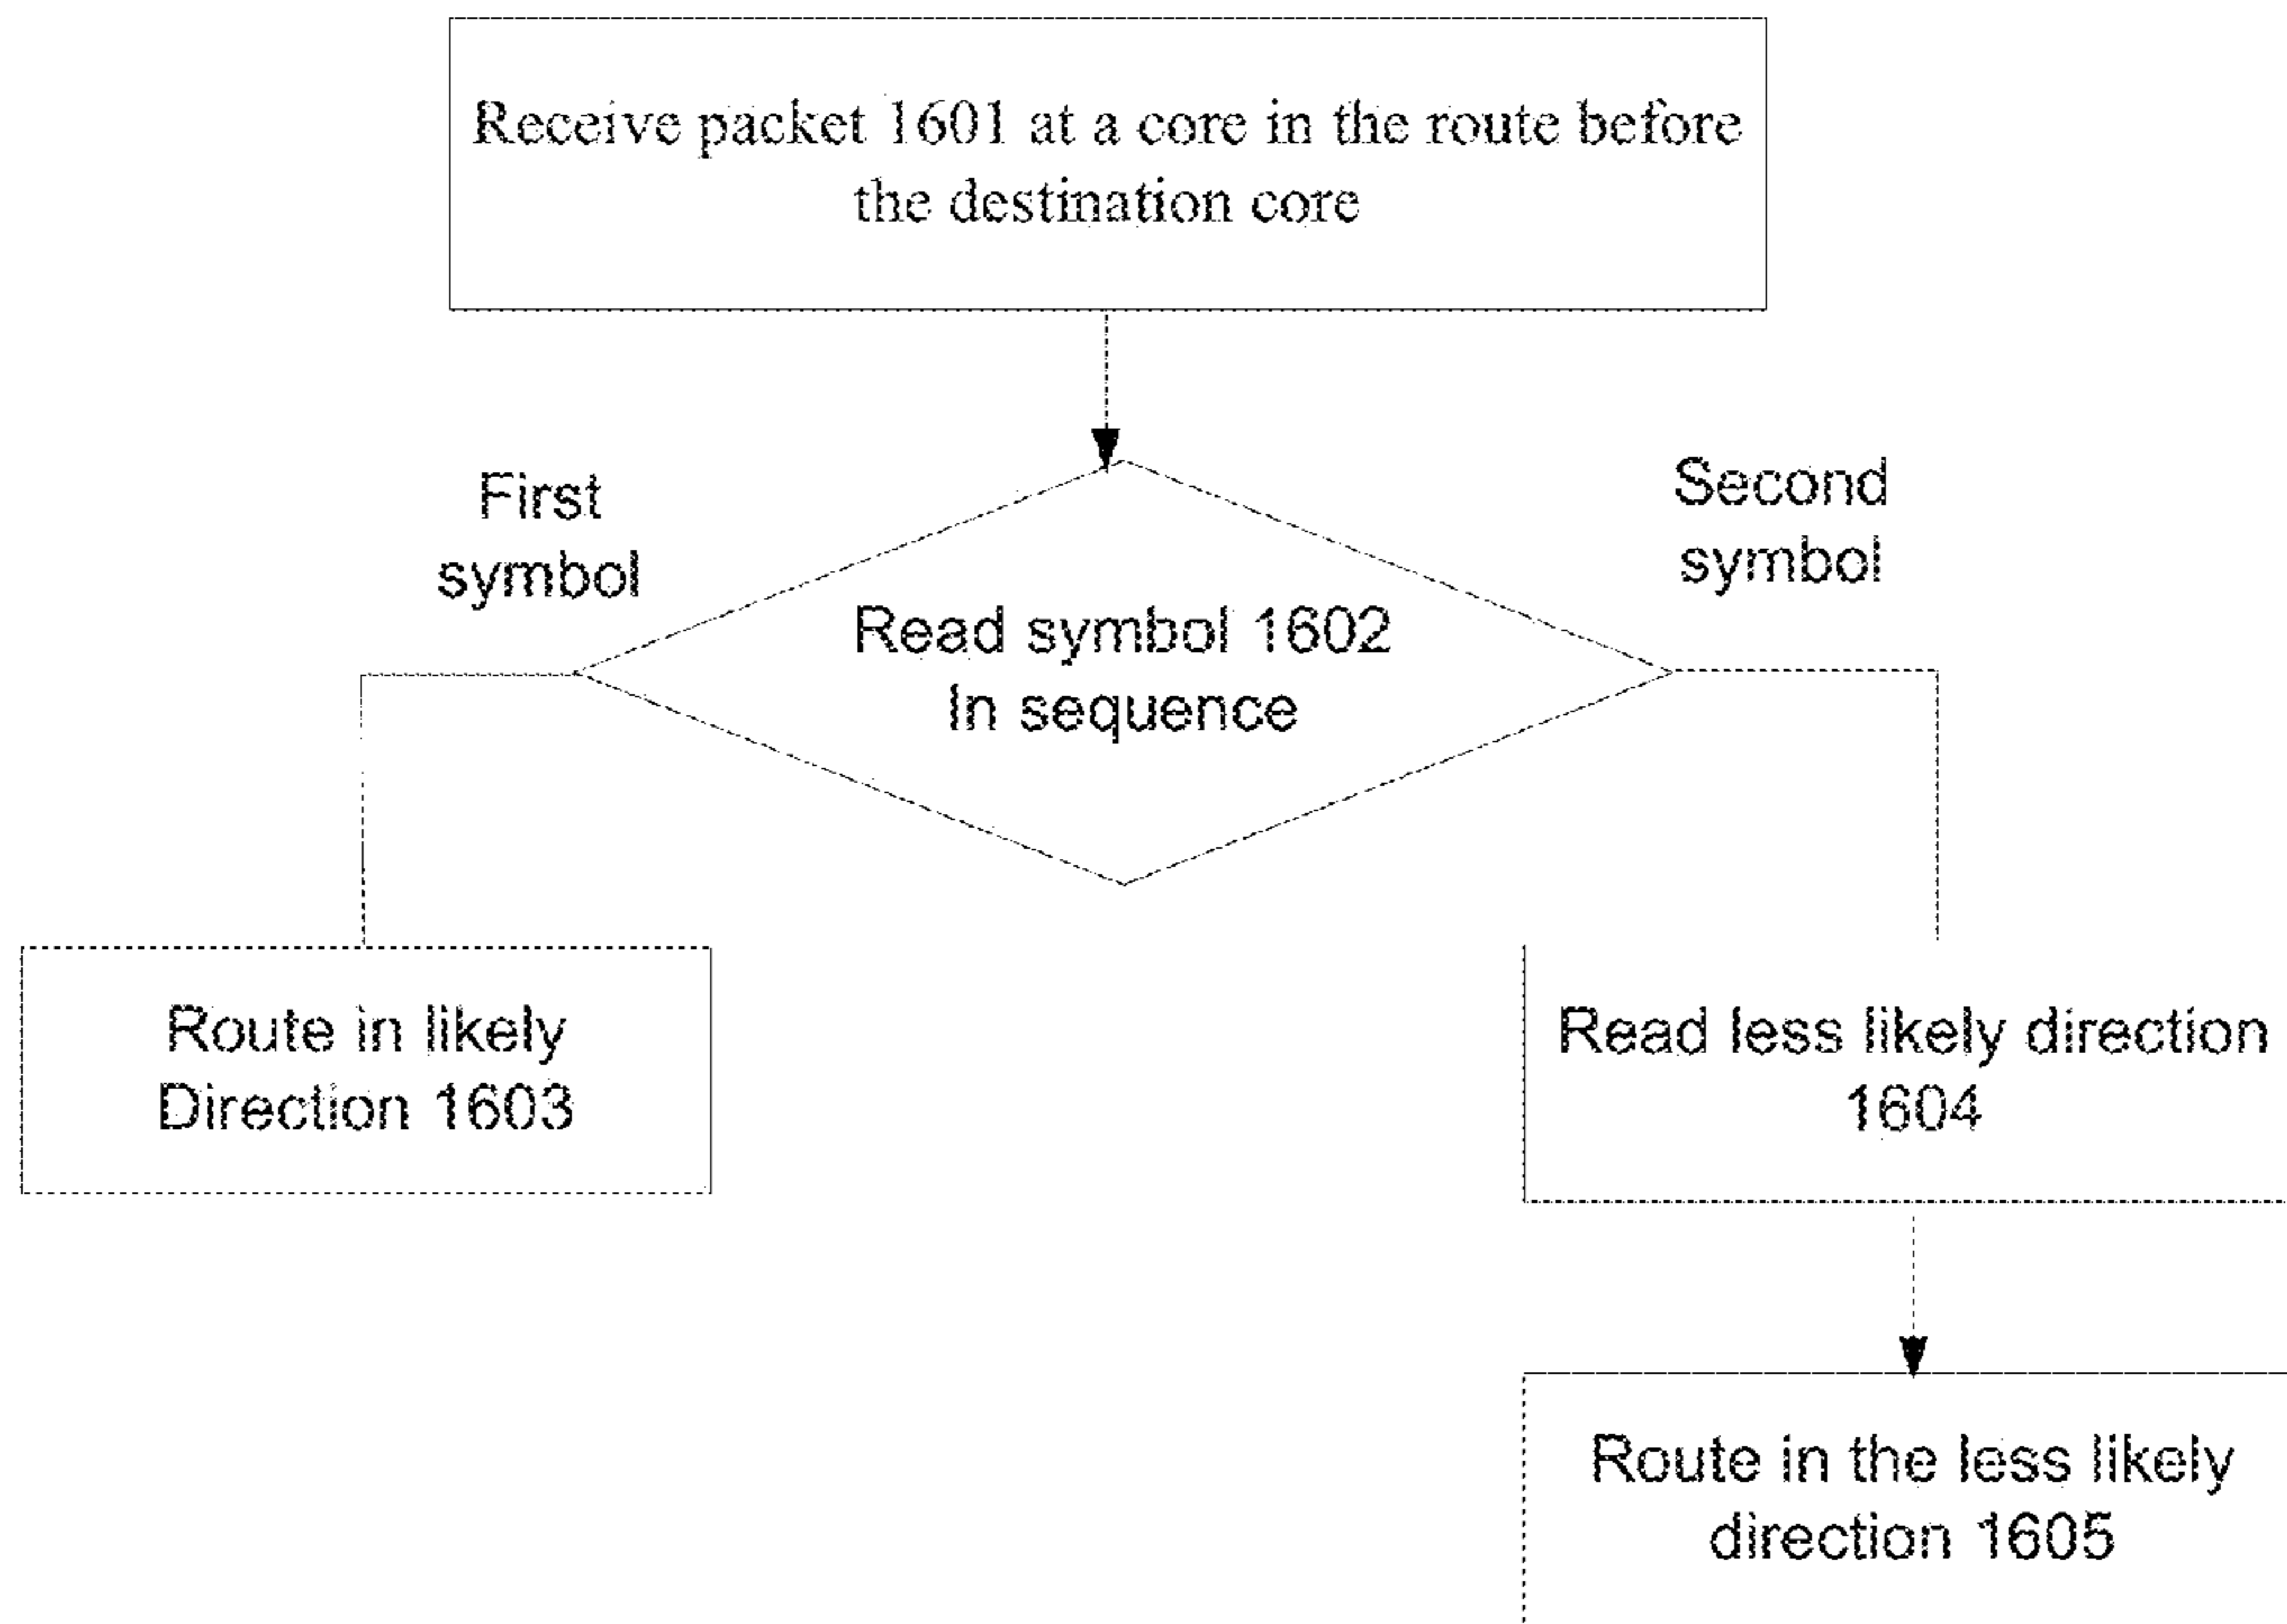 Receive packet 1601 at a core in the route before
the destination core
First
symbol
Second
symbol
Read symbol 1602
In sequence
Route in likely
Direction 1603
Read less likely direction
1604
Route in the less likely
direction 1605